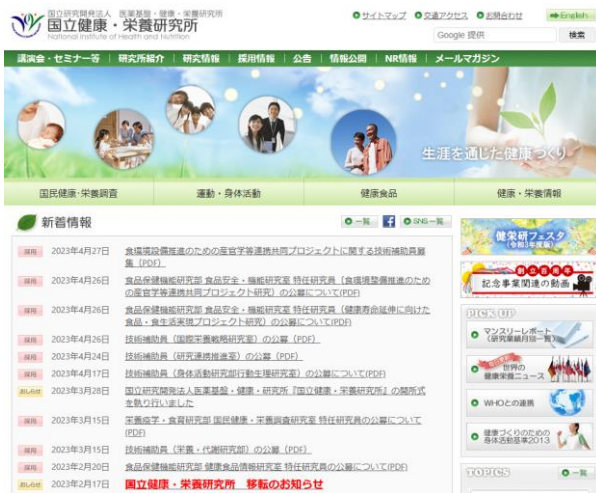 国立研究開発法人 医薬基盤・健康・栄養研究所
国立健康・栄養研究所
National Institute of Health and Nutrition
サイトマップ 交通アクセス お問合せ English
Google 提供 検索
講演会・セミナー等 研究所紹介 研究情報 採用情報 公告 情報公開 NR情報 メールマガジン
生涯を通じた健康づくり
国民健康・栄養調査 運動・身体活動 健康食品 健康・栄養情報
新着情報 一覧 SNS一覧
採用 2023年4月27日 食環境設備推進のための産官学等連携共同プロジェクトに関する技術補助員募
集（PDF）
採用 2023年4月26日 食品保健機能研究部 食品安全・機能研究室 特任研究員（食環境整備推進のため
の産官学等連携共同プロジェクト研究）の公募について(PDF)
採用 2023年4月26日 食品保健機能研究部 食品安全・機能研究室 特任研究員（健康寿命延伸に向けた
食品・食生活実現プロジェクト研究）の公募について(PDF)
採用 2023年4月26日 技術補助員（国際栄養戦略研究室）の公募（PDF）
採用 2023年4月24日 技術補助員（研究連携推進室）の公募（PDF）
採用 2023年4月17日 技術補助員（身体活動研究部行動生理研究室）の公募について(PDF)
お知らせ 2023年3月28日 国立研究開発法人医薬基盤・健康・研究所『国立健康・栄養研究所』の開所式
を執り行いました
採用 2023年3月15日 栄養疫学・食育研究部 国民健康・栄養調査研究室 特任研究員の公募について
(PDF)
採用 2023年3月15日 技術補助員（栄養・代謝研究部）の公募（PDF）
採用 2023年2月20日 食品保健機能研究部 健康食品情報研究室 特任研究員の公募について(PDF)
お知らせ 2023年2月17日 国立健康・栄養研究所 移転のお知らせ
健栄研フェスタ
（令和3年度版）
創立百周年
記念事業関連の動画
PICK UP
マンスリーレポート
（研究業績月別一覧）
世界の
健康栄養ニュース
WHOとの連携
健康づくりのための
身体活動基準2013
TOPICS 一覧